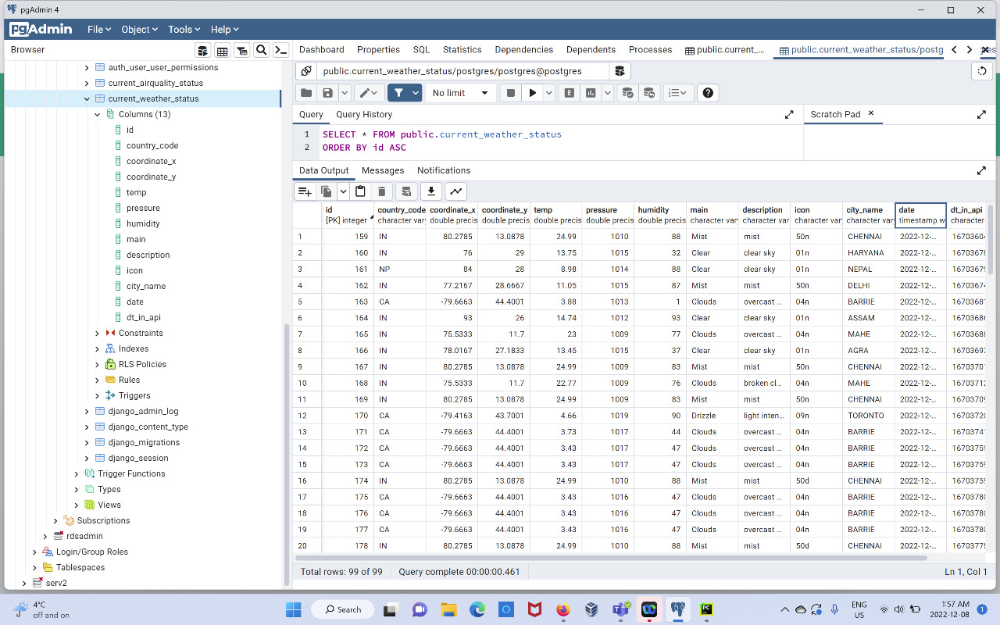 pgAdmin 4
pgAdmin File Object Tools Help
Browser
Dashboard Properties SQL Statistics Dependencies Dependents Processes public.current_... public.current_weather_status/postg
auth_user_user_permissions
current_airquality_status
current_weather_status
Columns (13)
id
country_code
coordinate_x
coordinate_y
temp
pressure
humidity
main
description
icon
city_name
date
dt_in_api
Constraints
Indexes
RLS Policies
Rules
Triggers
django_admin_log
django_content_type
django_migrations
django_session
Trigger Functions
Types
Views
Subscriptions
rdsadmin
Login/Group Roles
Tablespaces
serv2
public.current_weather_status/postgres/postgres@postgres
No limit
Query Query History
Scratch Pad
1 SELECT * FROM public.current_weather_status
2 ORDER BY id ASC
Data Output Messages Notifications
id country_code coordinate_x coordinate_y temp pressure humidity main description icon city_name date dt_in_api
[PK] integer character vary double precis double precis double precis double precis double precis character vary character var character var character vary timestamp w character
1 159 IN 80.2785 13.0878 24.99 1010 88 Mist mist 50n CHENNAI 2022-12-... 1670360
2 160 IN 76 29 13.75 1015 32 Clear clear sky 01n HARYANA 2022-12-... 1670367
3 161 NP 84 28 8.98 1014 88 Clear clear sky 01n NEPAL 2022-12-... 1670367
4 162 IN 77.2167 28.6667 11.05 1015 87 Mist mist 50n DELHI 2022-12-... 1670367
5 163 CA -79.6663 44.4001 3.88 1013 1 Clouds overcast ... 04n BARRIE 2022-12-... 1670368
6 164 IN 93 26 14.74 1012 93 Clear clear sky 01n ASSAM 2022-12-... 1670368
7 165 IN 75.5333 11.7 23 1009 77 Clouds overcast ... 04n MAHE 2022-12-... 1670368
8 166 IN 78.0167 27.1833 13.45 1015 37 Clear clear sky 01n AGRA 2022-12-... 1670369
9 167 IN 80.2785 13.0878 24.99 1009 83 Mist mist 50n CHENNAI 2022-12-... 1670370
10 168 IN 75.5333 11.7 22.77 1009 76 Clouds broken cl... 04n MAHE 2022-12-... 1670371
11 169 IN 80.2785 13.0878 24.99 1009 83 Mist mist 50n CHENNAI 2022-12-... 1670370
12 170 CA -79.4163 43.7001 4.66 1019 90 Drizzle light inten... 09n TORONTO 2022-12-... 1670372
13 171 CA -79.6663 44.4001 3.73 1017 44 Clouds overcast ... 04n BARRIE 2022-12-... 1670374
14 172 CA -79.6663 44.4001 3.43 1017 47 Clouds overcast ... 04n BARRIE 2022-12-... 1670375
15 173 CA -79.6663 44.4001 3.43 1017 47 Clouds overcast ... 04n BARRIE 2022-12-... 1670375
16 174 IN 80.2785 13.0878 24.99 1010 88 Mist mist 50d CHENNAI 2022-12-... 1670375
17 175 CA -79.6663 44.4001 3.43 1016 47 Clouds overcast ... 04n BARRIE 2022-12-... 1670378
18 176 CA -79.6663 44.4001 3.43 1016 47 Clouds overcast ... 04n BARRIE 2022-12-... 1670378
19 177 CA -79.6663 44.4001 3.43 1016 47 Clouds overcast ... 04n BARRIE 2022-12-... 1670378
20 178 IN 80.2785 13.0878 24.99 1010 88 Mist mist 50d CHENNAI 2022-12-... 1670377
Total rows: 99 of 99 Query complete 00:00:00.461 Ln 1, Col 1
4°C
off and on
Search
ENG
US
1:57 AM
2022-12-08
1